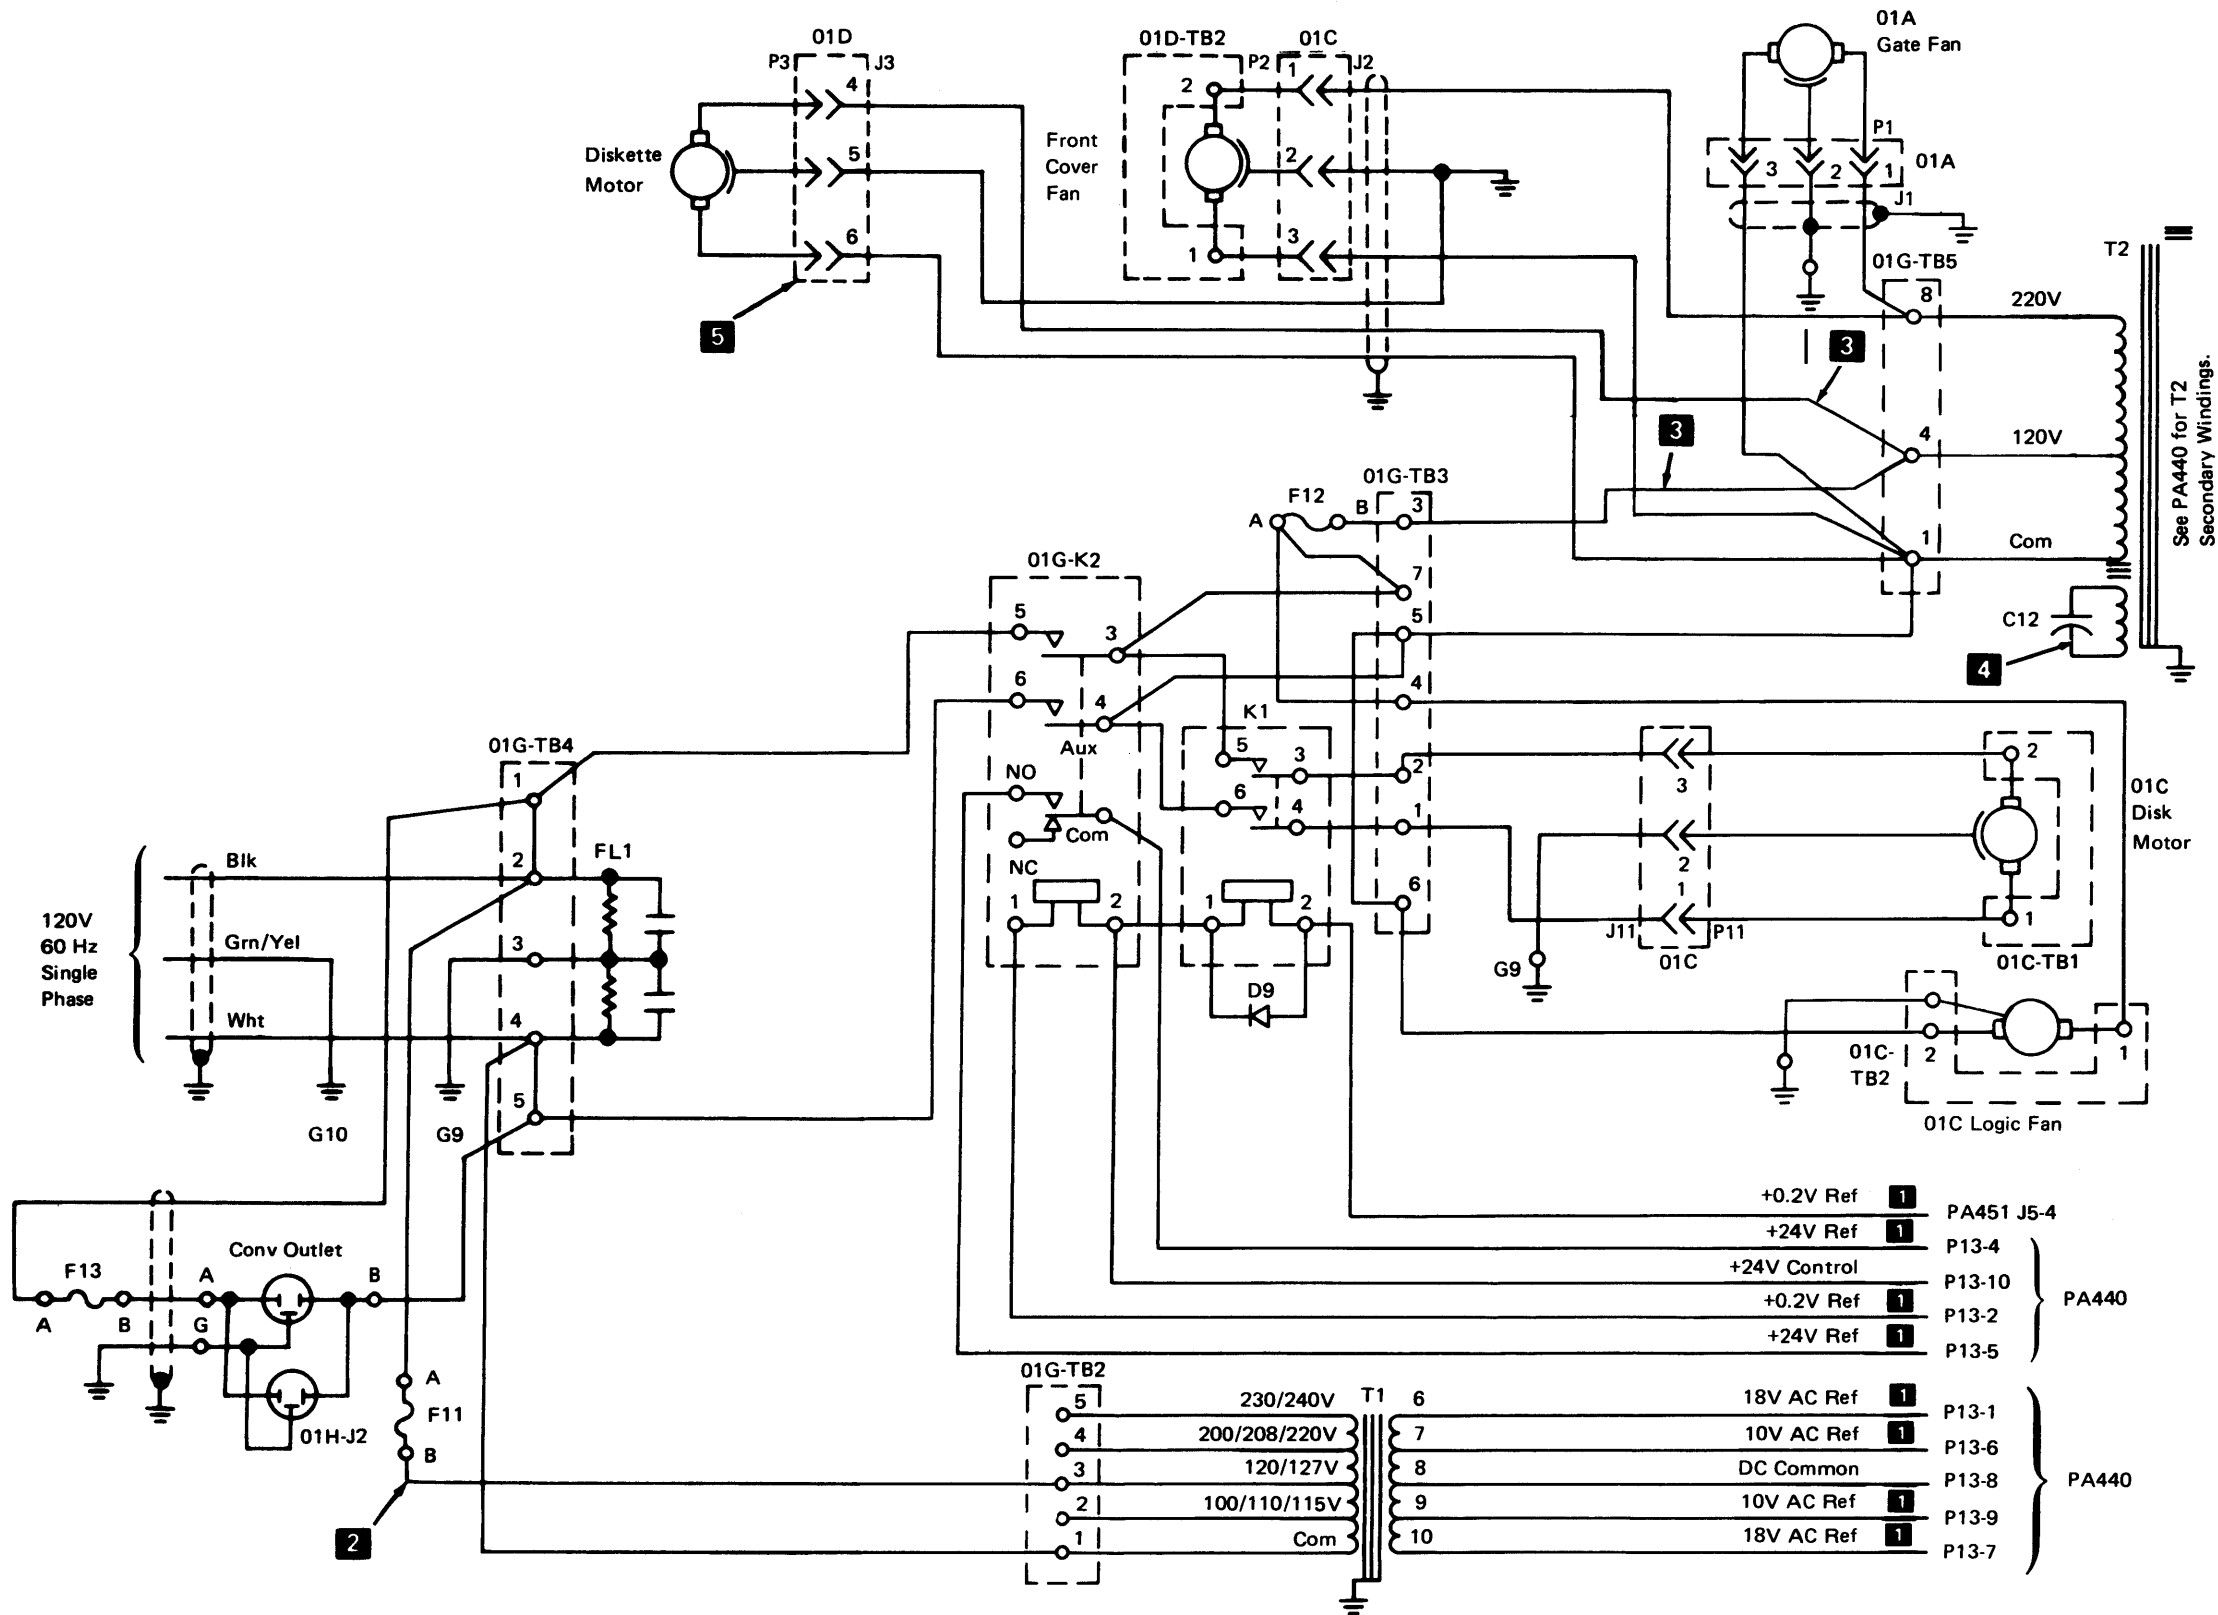 01D
P3
J3
4
5
6
Diskette
Motor
5
01D-TB2
P2
01C
J2
2
1
1
2
3
Front
Cover
Fan
01A
Gate Fan
P1
01A
3
2
1
J1
01G-TB5
8
4
1
220V
120V
Com
T2
See PA440 for T2
Secondary Windings.
3
3
C12
4
01G-TB3
F12
A
B
3
7
5
4
2
1
6
01G-K2
5
3
6
4
Aux
NO
Com
NC
1
2
K1
5
3
6
4
1
2
D9
01G-TB4
1
2
3
4
5
FL1
120V
60 Hz
Single
Phase
Blk
Grn/Yel
Wht
G10
G9
3
2
1
J11
P11
01C
G9
2
1
01C
Disk
Motor
01C-TB1
01C-
TB2
2
1
01C Logic Fan
Conv Outlet
F13
A
B
A
G
B
01H-J2
A
F11
B
2
+0.2V Ref 1 PA451 J5-4
+24V Ref 1 P13-4
+24V Control P13-10
+0.2V Ref 1 P13-2
+24V Ref 1 P13-5
PA440
01G-TB2
T1
5 230/240V
4 200/208/220V
3 120/127V
2 100/110/115V
1 Com
6 18V AC Ref 1 P13-1
7 10V AC Ref 1 P13-6
8 DC Common P13-8
9 10V AC Ref 1 P13-9
10 18V AC Ref 1 P13-7
PA440